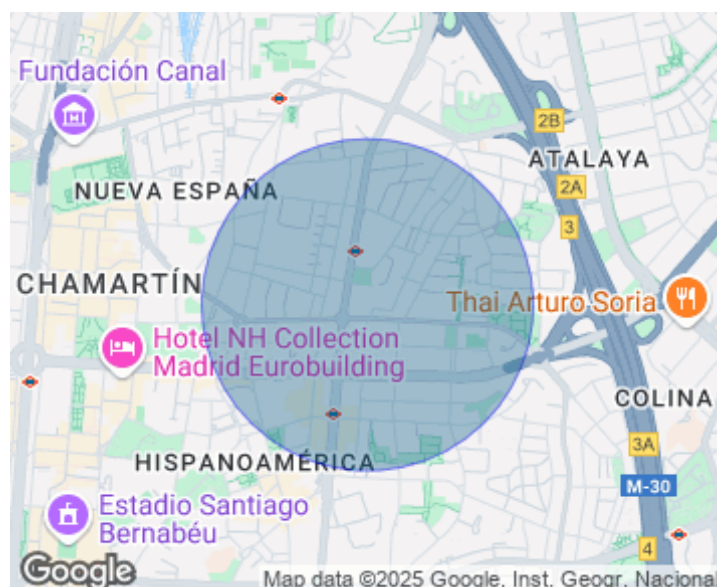 Fundación Canal
2B
ATALAYA
2A
NUEVA ESPAÑA
3
CHAMARTÍN
Thai Arturo Soria
Hotel NH Collection
Madrid Eurobuilding
COLINA
3A
HISPANOAMÉRICA
M-30
Estadio Santiago
Bernabéu
4
Google
Map data ©2025 Google, Inst. Geogr. Nacional